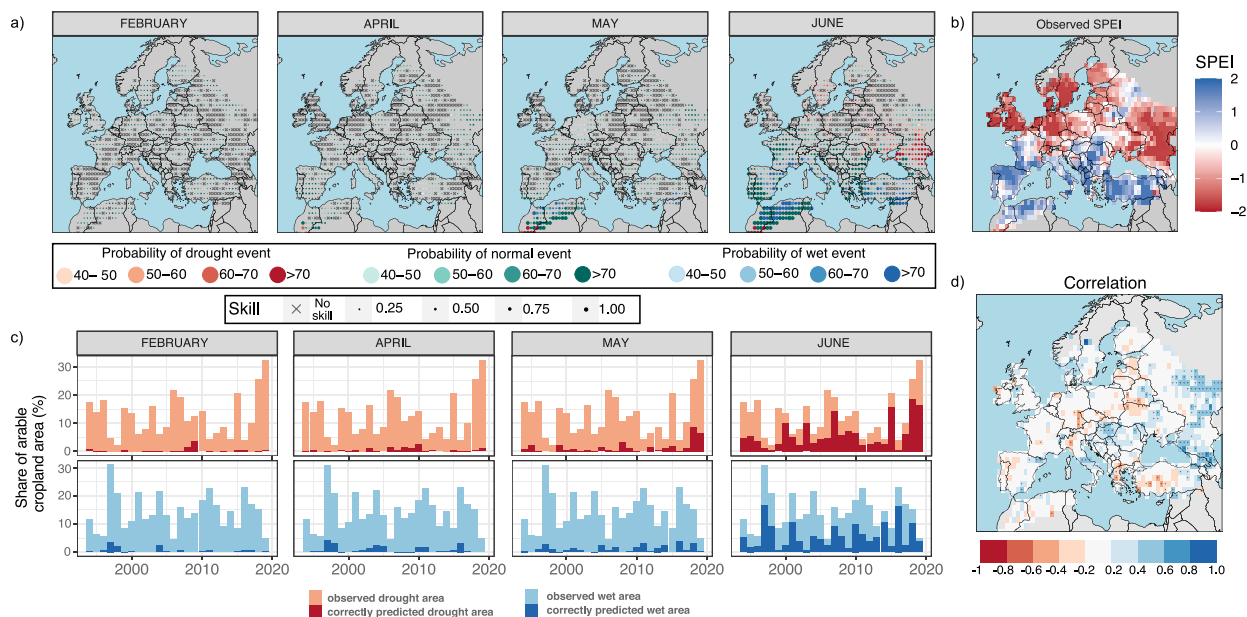 a)
FEBRUARY
APRIL
MAY
JUNE
b)
Observed SPEI
SPEI
2
1
0
−1
−2
Probability of drought event
Probability of normal event
Probability of wet event
40−50
50−60
60−70
>70
40−50
50−60
60−70
>70
40−50
50−60
60−70
>70
Skill
No skill
0.25
0.50
0.75
1.00
c)
FEBRUARY
APRIL
MAY
JUNE
Share of arable
cropland area (%)
30
20
10
0
30
20
10
0
2000
2010
2020
2000
2010
2020
2000
2010
2020
2000
2010
2020
observed drought area
correctly predicted drought area
observed wet area
correctly predicted wet area
d)
Correlation
-1
-0.8
-0.6
-0.4
-0.2
0.2
0.4
0.6
0.8
1.0